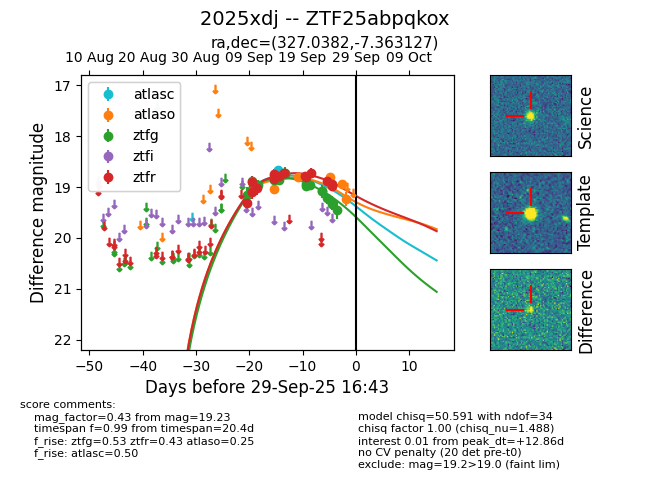 2025xdj -- ZTF25abpqkox
ra,dec=(327.0382,-7.363127)
10 Aug 20 Aug 30 Aug 09 Sep 19 Sep 29 Sep 09 Oct
17
18
19
20
21
22
Difference magnitude
atlasc
atlaso
ztfg
ztfi
ztfr
−50 −40 −30 −20 −10 0 10
Days before 29-Sep-25 16:43
Science
Template
Difference
score comments:
mag_factor=0.43 from mag=19.23
timespan f=0.99 from timespan=20.4d
f_rise: ztfg=0.53 ztfr=0.43 atlaso=0.25
f_rise: atlasc=0.50
model chisq=50.591 with ndof=34
chisq factor 1.00 (chisq_nu=1.488)
interest 0.01 from peak_dt=+12.86d
no CV penalty (20 det pre-t0)
exclude: mag=19.2>19.0 (faint lim)